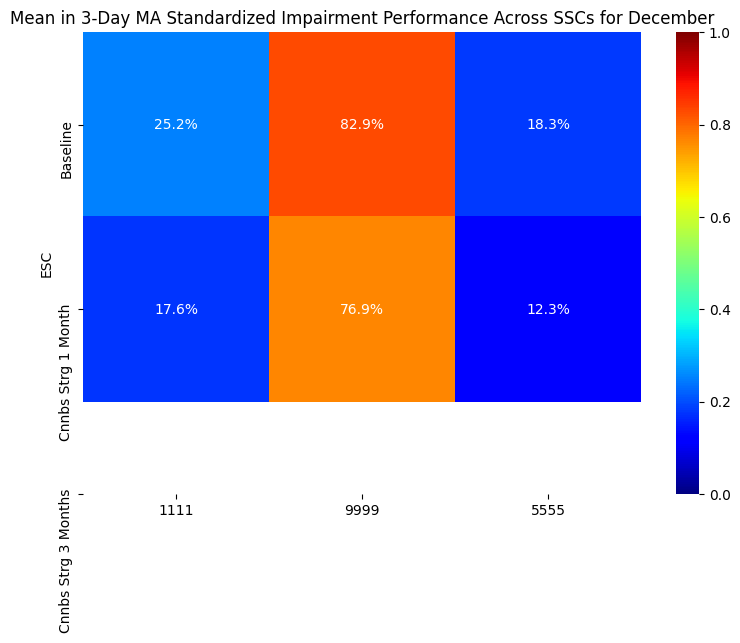 Mean in 3-Day MA Standardized Impairment Performance Across SSCs for December
ESC
Baseline
Cnnbs Strg 1 Month
Cnnbs Strg 3 Months
25.2% 82.9% 18.3%
17.6% 76.9% 12.3%
1111 9999 5555
1.0
0.8
0.6
0.4
0.2
0.0